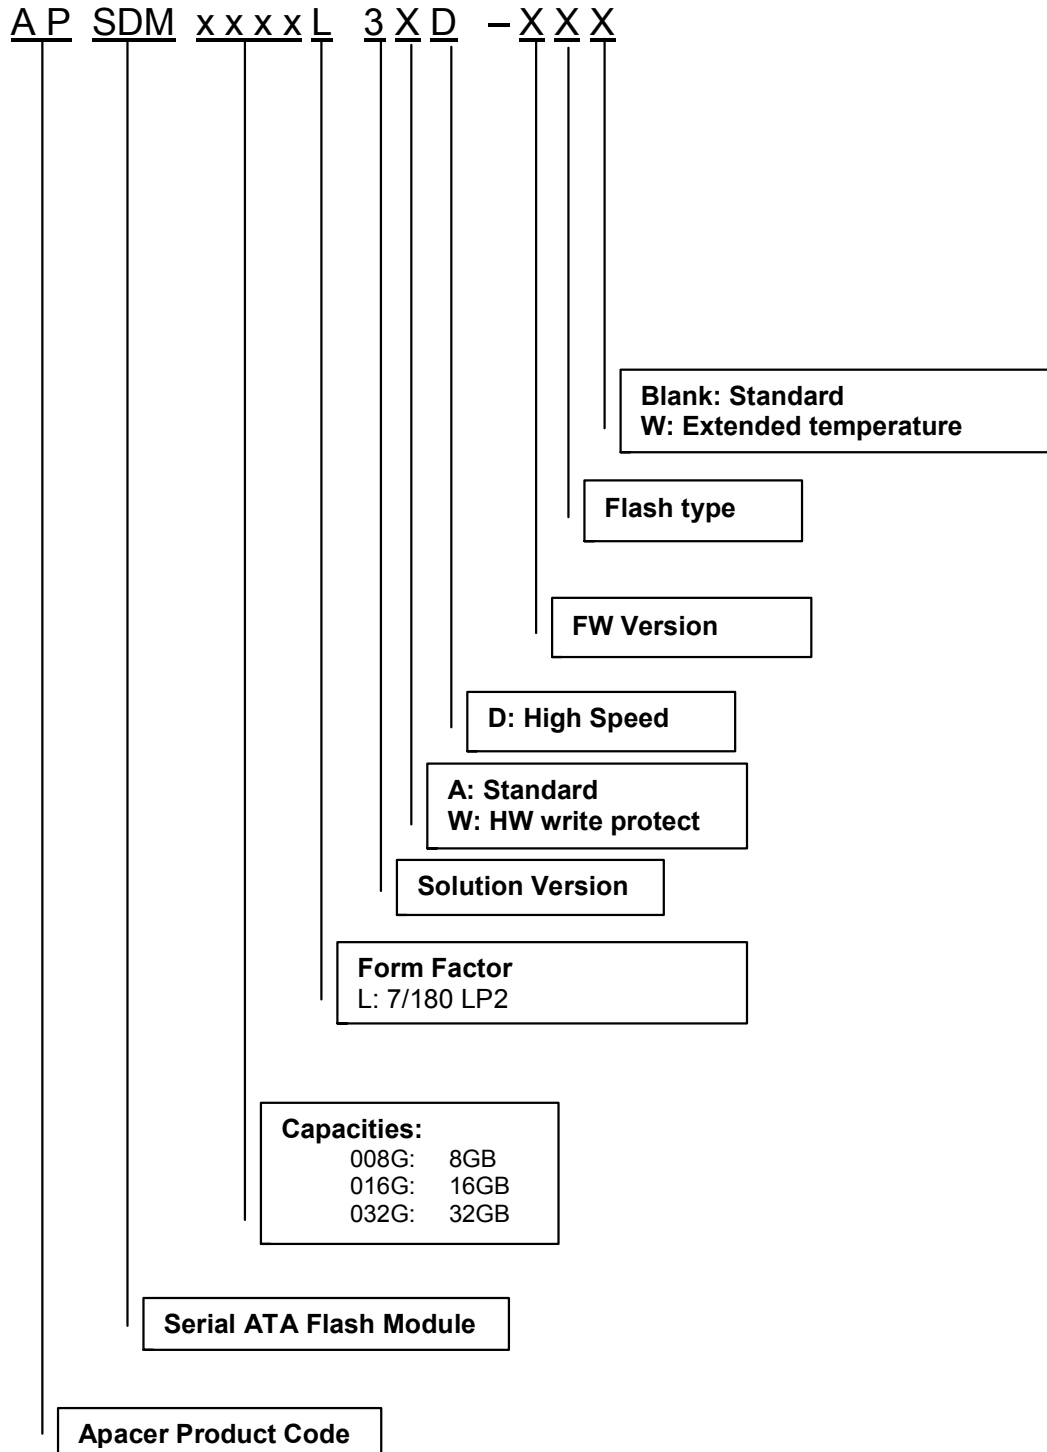 A P SDM x x x x L 3 X D – X X X
Blank: Standard
W: Extended temperature
Flash type
FW Version
D: High Speed
A: Standard
W: HW write protect
Solution Version
Form Factor
L: 7/180 LP2
Capacities:
008G: 8GB
016G: 16GB
032G: 32GB
Serial ATA Flash Module
Apacer Product Code